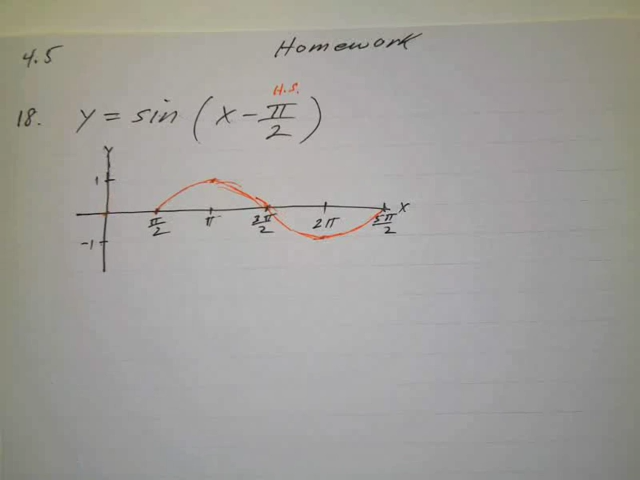 4.5 Homework
H.S.
18. y = sin (x - π/2)
y
1
x
π/2 π 3π/2 2π 5π/2
-1